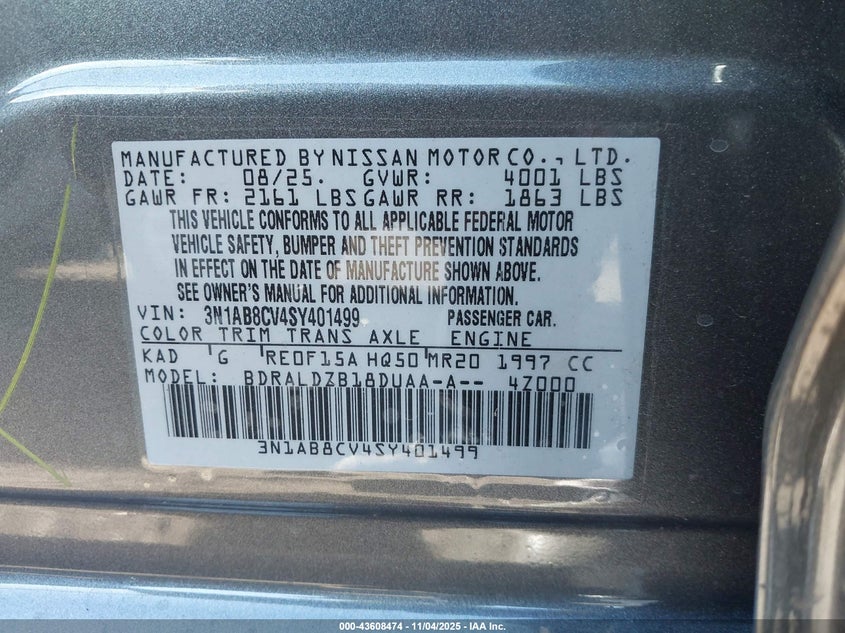 MANUFACTURED BY NISSAN MOTOR CO., LTD.
DATE: 08/25. GVWR: 4001 LBS
GAWR FR: 2161 LBS GAWR RR: 1863 LBS
THIS VEHICLE CONFORMS TO ALL APPLICABLE FEDERAL MOTOR
VEHICLE SAFETY, BUMPER AND THEFT PREVENTION STANDARDS
IN EFFECT ON THE DATE OF MANUFACTURE SHOWN ABOVE.
SEE OWNER'S MANUAL FOR ADDITIONAL INFORMATION.
VIN: 3N1AB8CV4SY401499 PASSENGER CAR.
COLOR TRIM TRANS AXLE ENGINE
KAD G RE0F15A HQ50 MR20 1997 CC
MODEL: BDRALDZB18DUAA-A-- 4Z000
3N1AB8CV4SY401499
000-43608474 - 11/04/2025 - IAA Inc.